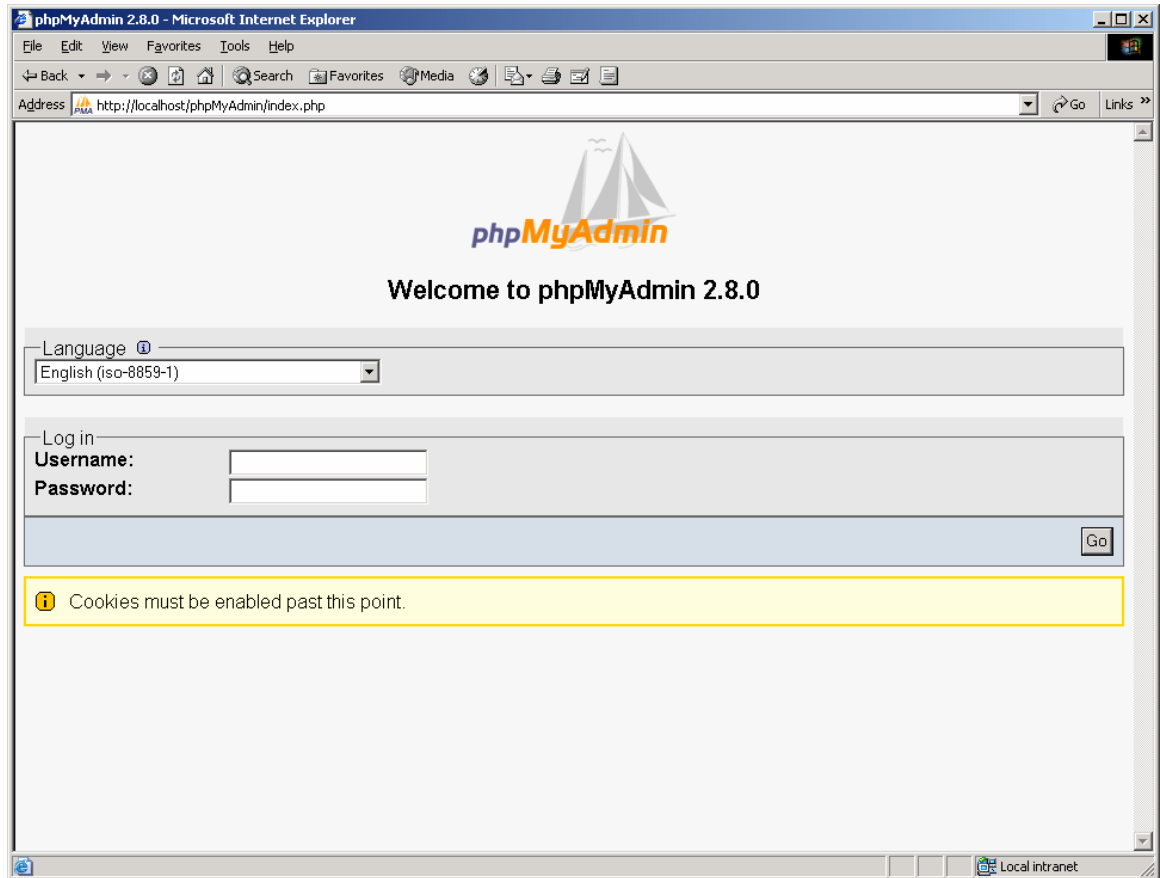 phpMyAdmin 2.8.0 - Microsoft Internet Explorer
File Edit View Favorites Tools Help
Back Search Favorites Media
Address PMA http://localhost/phpMyAdmin/index.php Go Links »
phpMyAdmin
Welcome to phpMyAdmin 2.8.0
Language
English (iso-8859-1)
Log in
Username:
Password:
Go
Cookies must be enabled past this point.
Local intranet